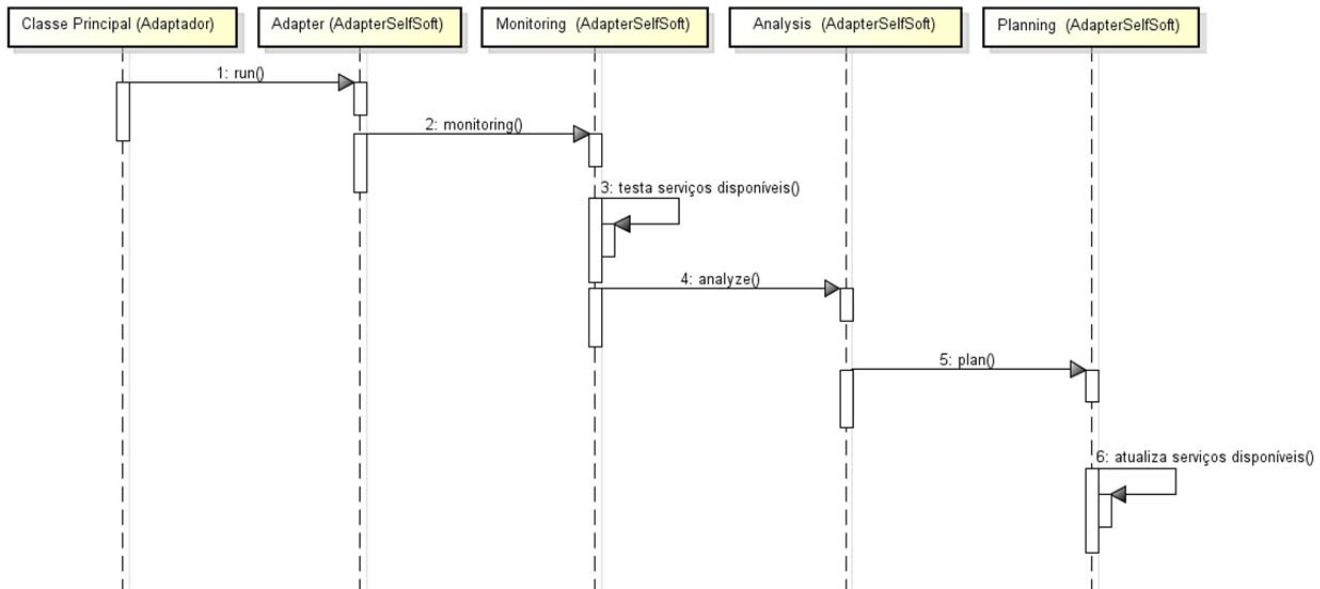 Classe Principal (Adaptador)
Adapter (AdapterSelfSoft)
Monitoring (AdapterSelfSoft)
Analysis (AdapterSelfSoft)
Planning (AdapterSelfSoft)
1: run()
2: monitoring()
3: testa serviços disponíveis()
4: analyze()
5: plan()
6: atualiza serviços disponíveis()